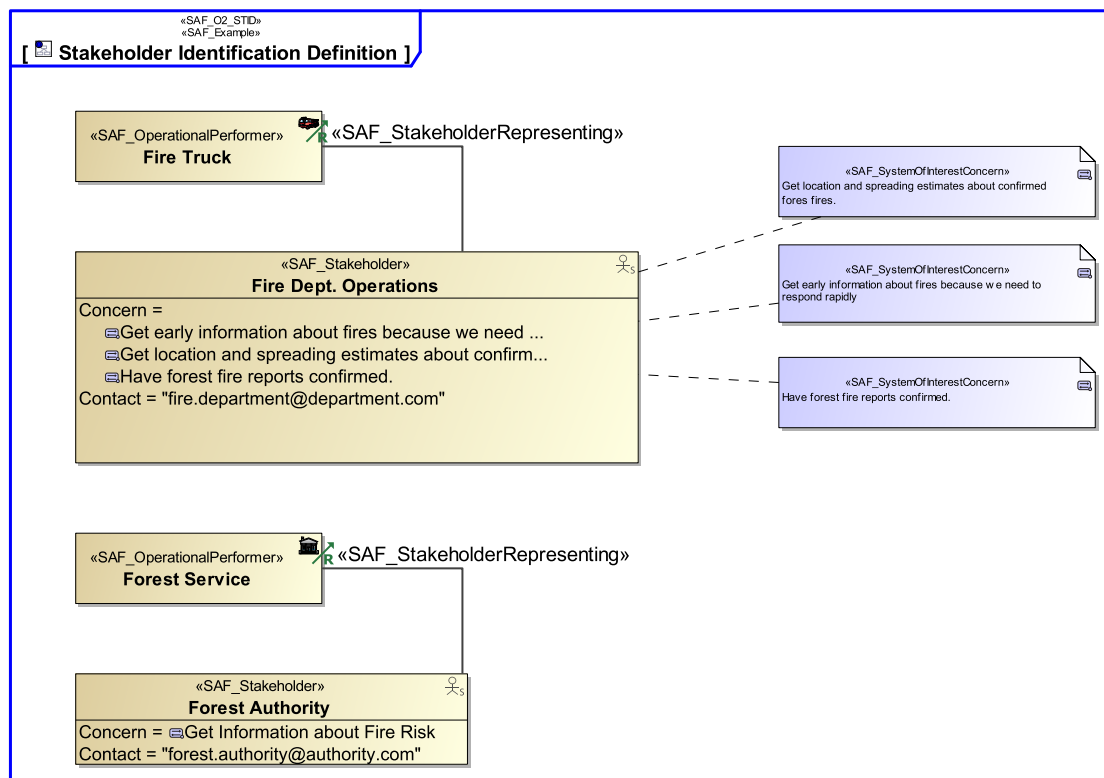 «SAF_O2_STID»
«SAF_Example»
[ Stakeholder Identification Definition ]
«SAF_OperationalPerformer»
Fire Truck
R «SAF_StakeholderRepresenting»
«SAF_SystemOfInterestConcern»
Get location and spreading estimates about confirmed
fores fires.
«SAF_Stakeholder»
S
Fire Dept. Operations
Concern =
Get early information about fires because we need ...
Get location and spreading estimates about confirm...
Have forest fire reports confirmed.
Contact = "fire.department@department.com"
«SAF_SystemOfInterestConcern»
Get early information about fires because we need to
respond rapidly
«SAF_SystemOfInterestConcern»
Have forest fire reports confirmed.
«SAF_OperationalPerformer»
Forest Service
R «SAF_StakeholderRepresenting»
«SAF_Stakeholder»
S
Forest Authority
Concern = Get Information about Fire Risk
Contact = "forest.authority@authority.com"